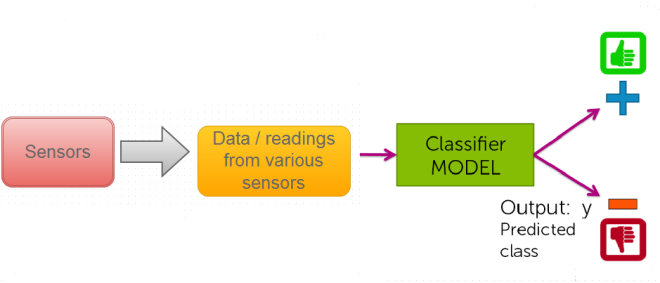 Sensors
Data / readings
from various
sensors
Classifier
MODEL
Output: y
Predicted
class